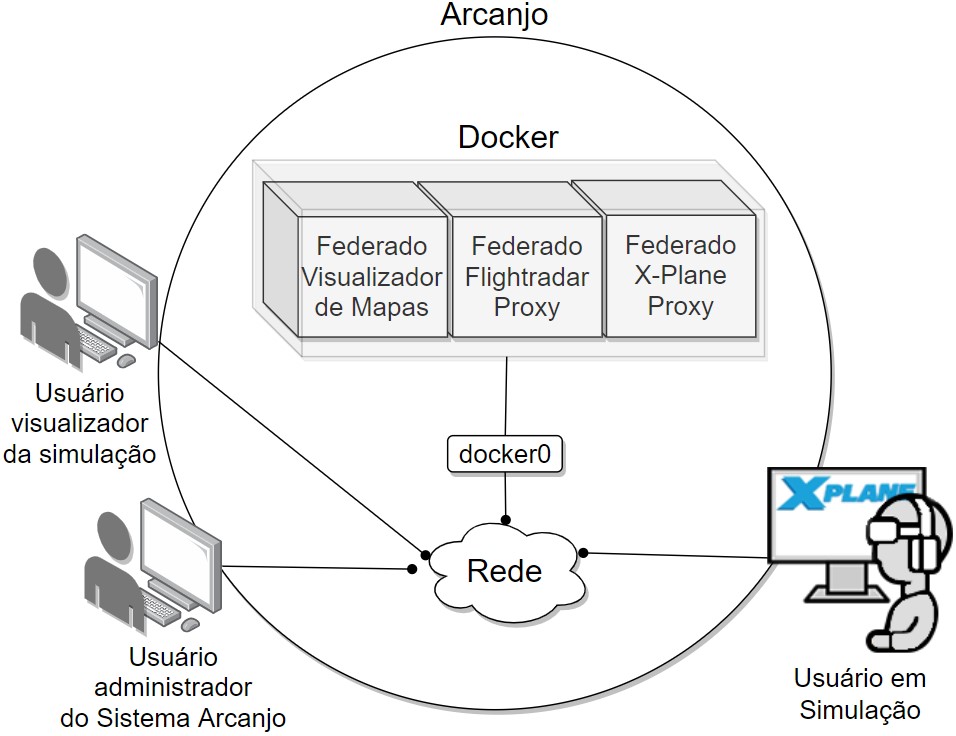 Arcanjo
Docker
Federado
Visualizador
de Mapas
Federado
Flightradar
Proxy
Federado
X-Plane
Proxy
Usuário
visualizador
da simulação
docker0
XPLANE
Rede
Usuário
administrador
do Sistema Arcanjo
Usuário em
Simulação